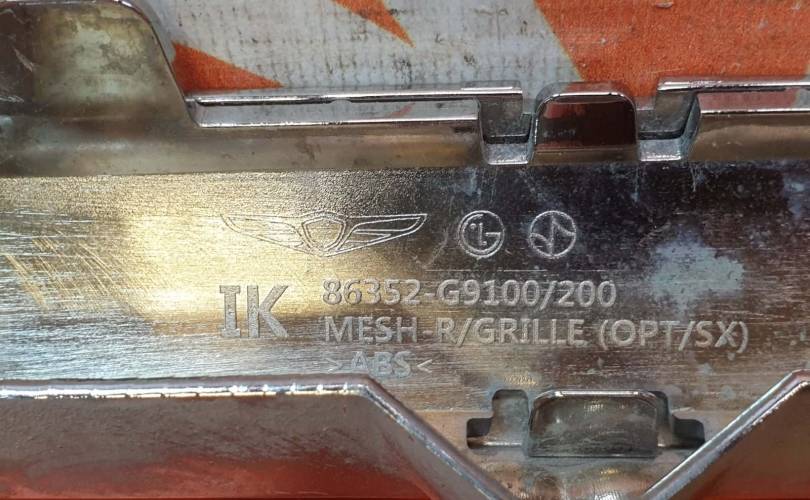 IK 86352-G9100/200
MESH-R/GRILLE (OPT/SX)
>ABS<